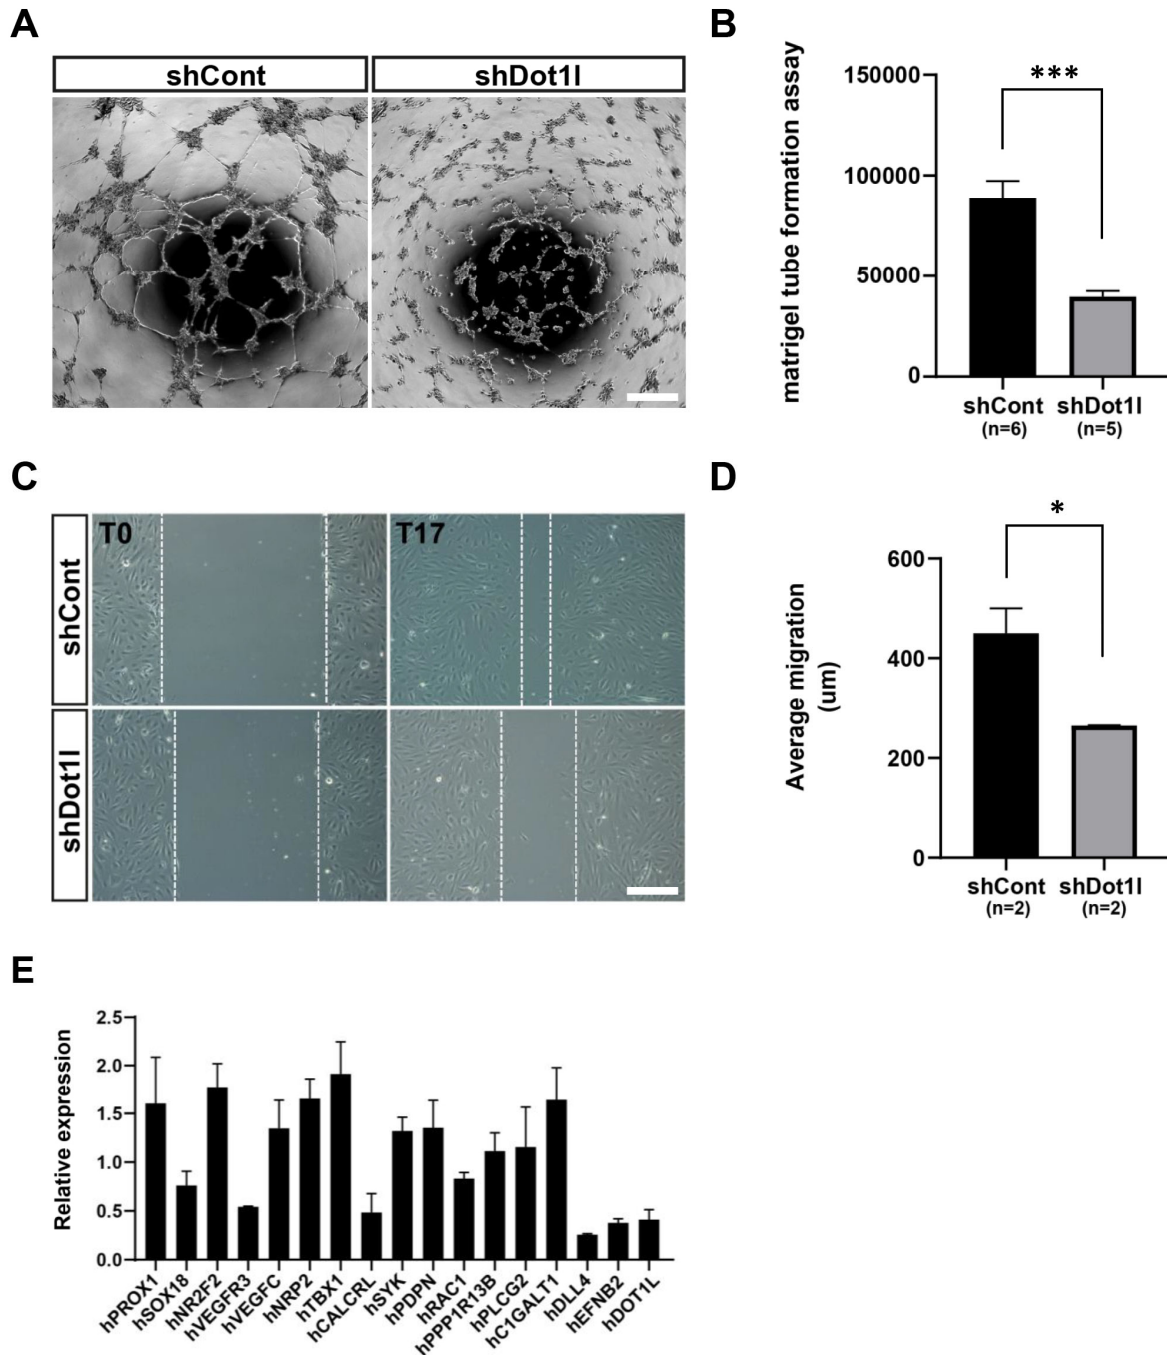 A
shCont
shDot1l
B
matrigel tube formation assay
150000
100000
50000
0
***
shCont
(n=6)
shDot1l
(n=5)
C
shCont
T0
T17
shDot1l
D
Average migration
(um)
600
400
200
0
*
shCont
(n=2)
shDot1l
(n=2)
E
Relative expression
2.5
2.0
1.5
1.0
0.5
0.0
hPROX1
hSOX18
hNR2F2
hVEGFR3
hVEGFC
hNRP2
hTBX1
hCALCRL
hSYK
hPDPN
hRAC1
hPPP1R13B
hPLCG2
hC1GALT1
hDLL4
hEFNB2
hDOT1L